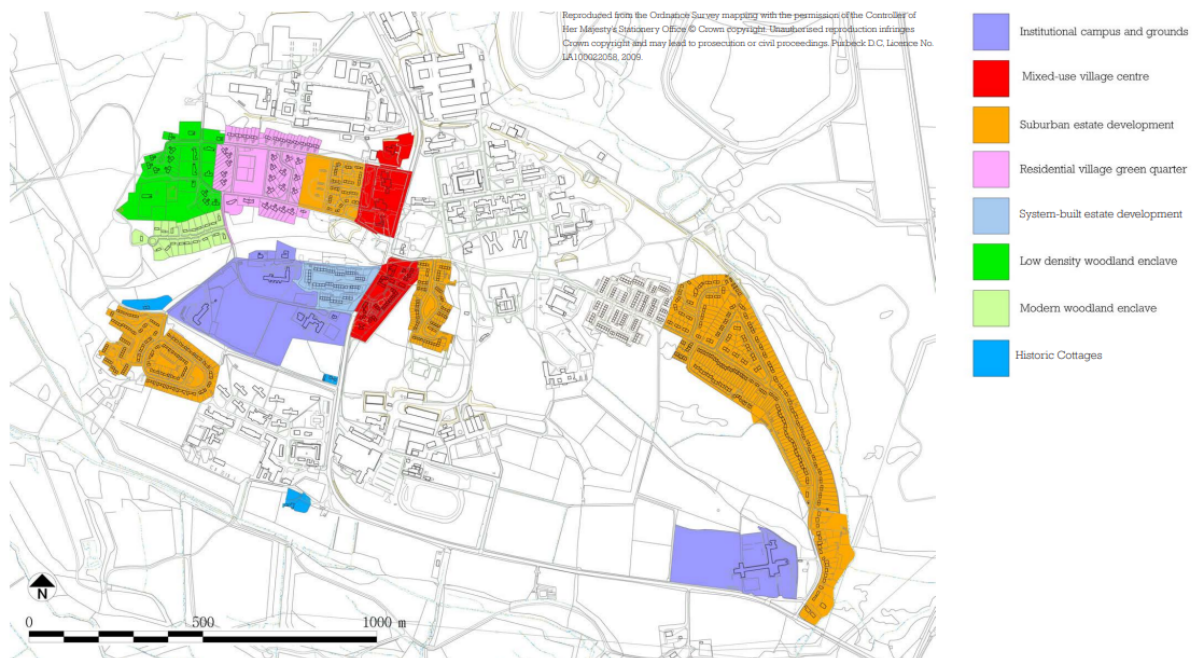 Reproduced from the Ordnance Survey mapping with the permission of the Controller of
Her Majesty's Stationery Office © Crown copyright. Unauthorised reproduction infringes
Crown copyright and may lead to prosecution or civil proceedings. Purbeck D.C, Licence No.
LA100022058, 2009.
Institutional campus and grounds
Mixed-use village centre
Suburban estate development
Residential village green quarter
System-built estate development
Low density woodland enclave
Modern woodland enclave
Historic Cottages
N
0 500 1000 m